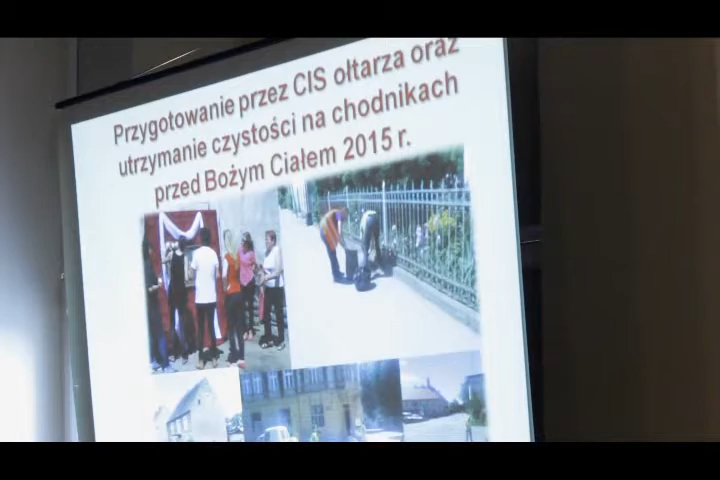 Przygotowanie przez CIS ołtarza oraz
utrzymanie czystości na chodnikach
przed Bożym Ciałem 2015 r.